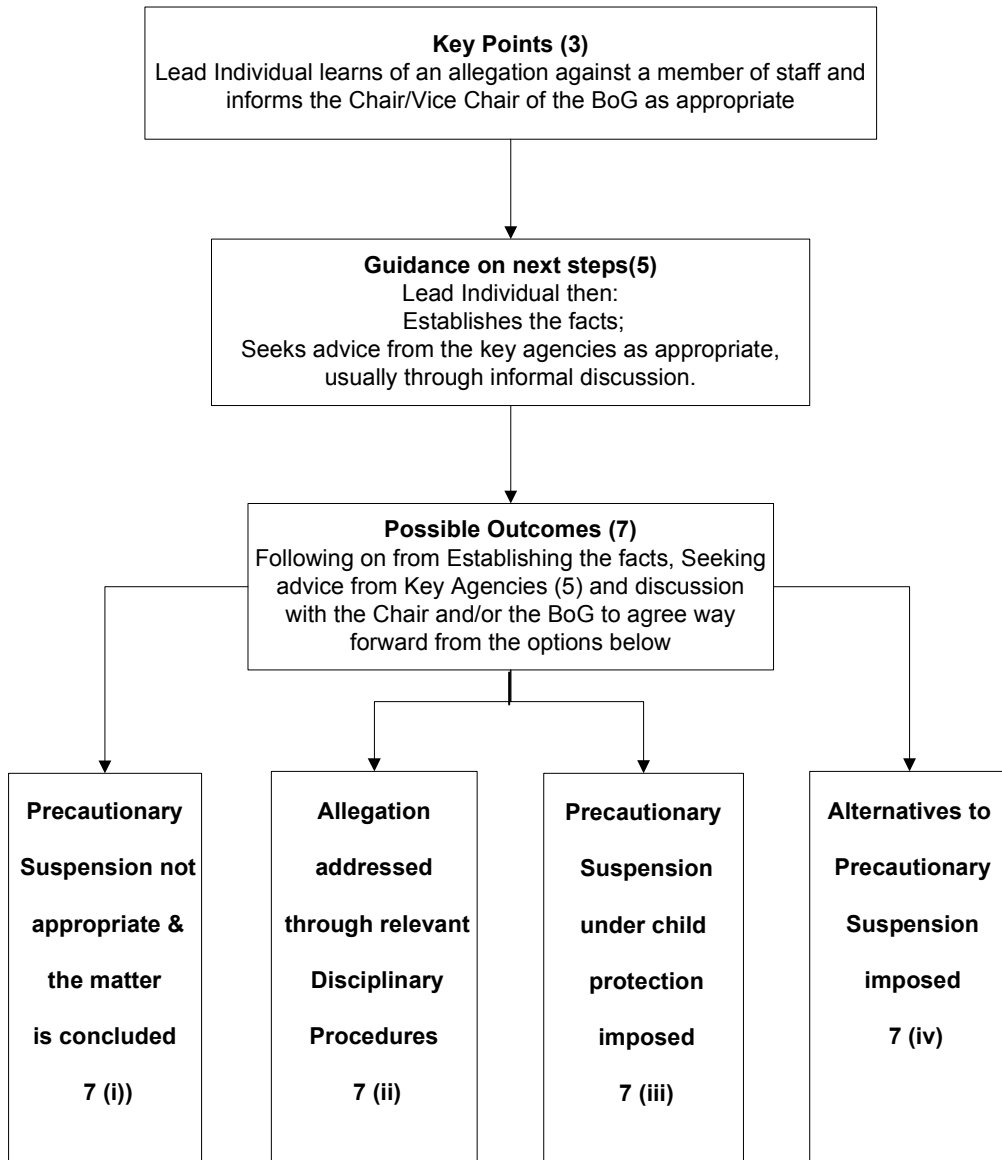 Key Points (3)
Lead Individual learns of an allegation against a member of staff and
informs the Chair/Vice Chair of the BoG as appropriate
Guidance on next steps(5)
Lead Individual then:
Establishes the facts;
Seeks advice from the key agencies as appropriate,
usually through informal discussion.
Possible Outcomes (7)
Following on from Establishing the facts, Seeking
advice from Key Agencies (5) and discussion
with the Chair and/or the BoG to agree way
forward from the options below
Precautionary
Suspension not
appropriate &
the matter
is concluded
7 (i))
Allegation
addressed
through relevant
Disciplinary
Procedures
7 (ii)
Precautionary
Suspension
under child
protection
imposed
7 (iii)
Alternatives to
Precautionary
Suspension
imposed
7 (iv)